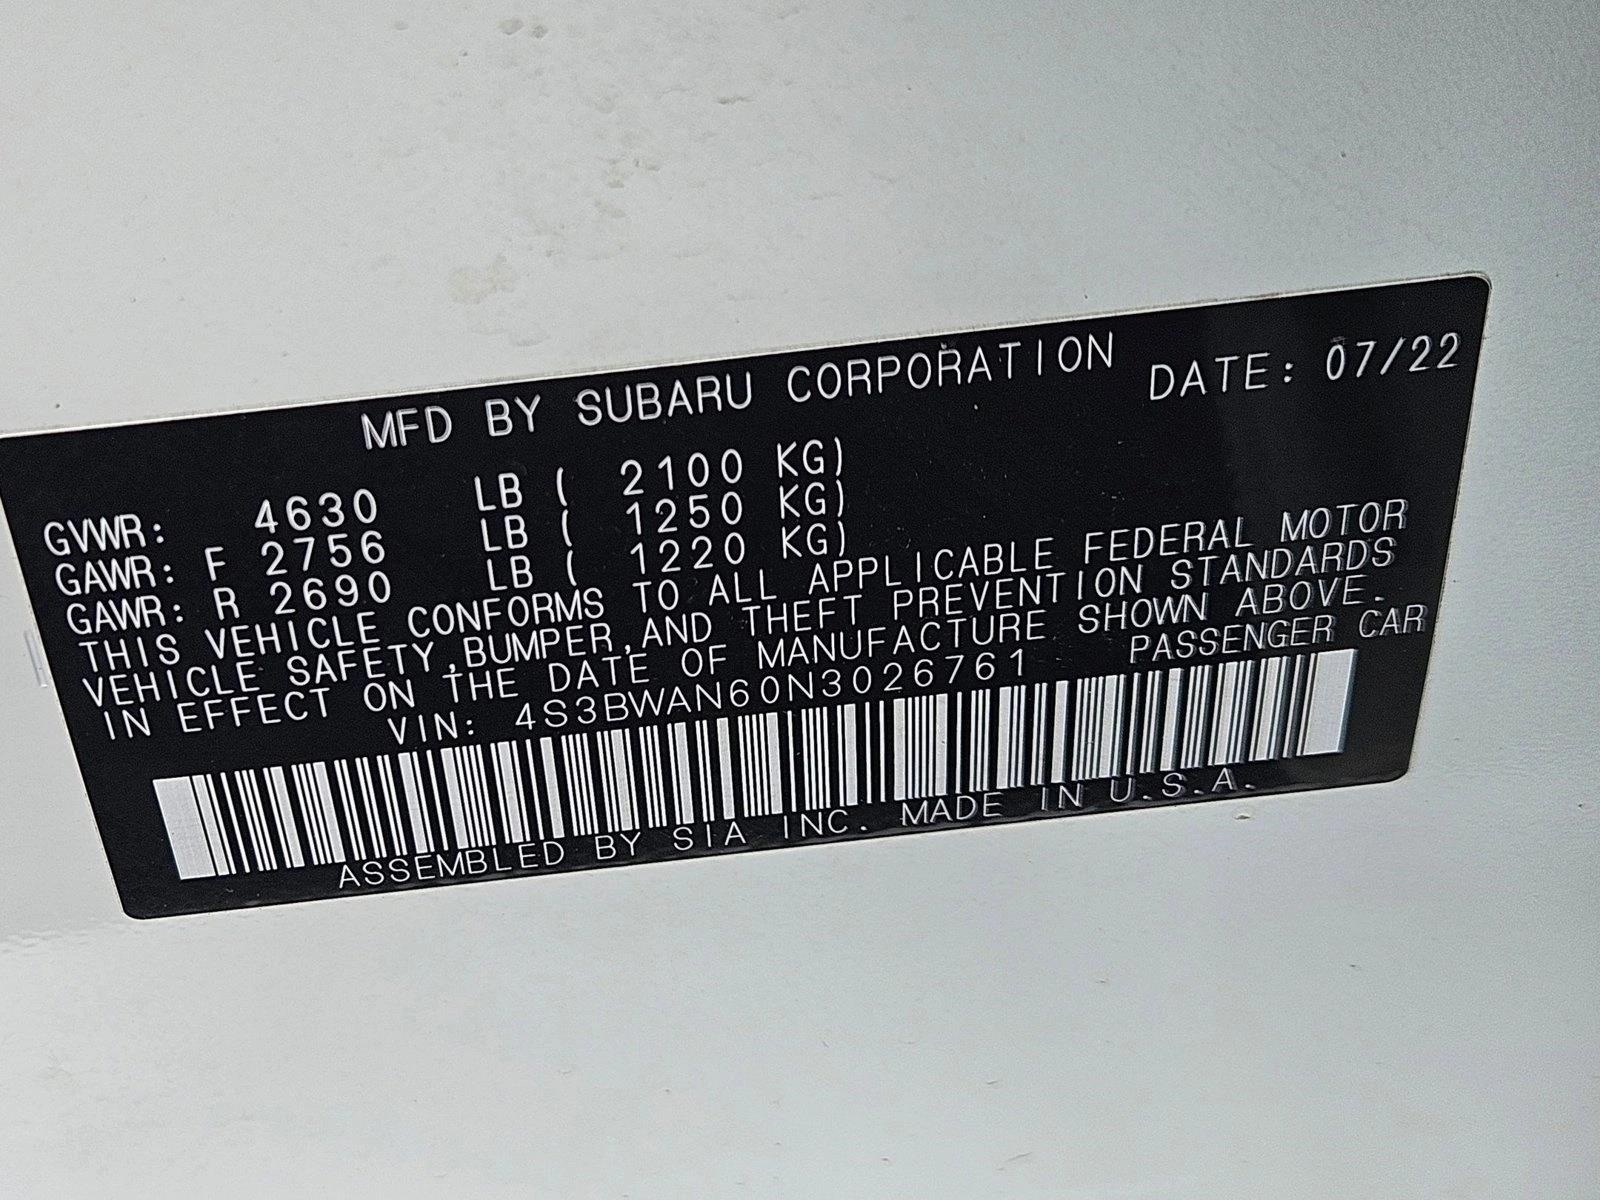 MFD BY SUBARU CORPORATION DATE: 07/22
GVWR: 4630 LB ( 2100 KG)
GAWR: F 2756 LB ( 1250 KG)
GAWR: R 2690 LB ( 1220 KG)
THIS VEHICLE CONFORMS TO ALL APPLICABLE FEDERAL MOTOR
VEHICLE SAFETY,BUMPER,AND THEFT PREVENTION STANDARDS
IN EFFECT ON THE DATE OF MANUFACTURE SHOWN ABOVE.
VIN: 4S3BWAN60N3026761 PASSENGER CAR
ASSEMBLED BY SIA INC. MADE IN U.S.A.